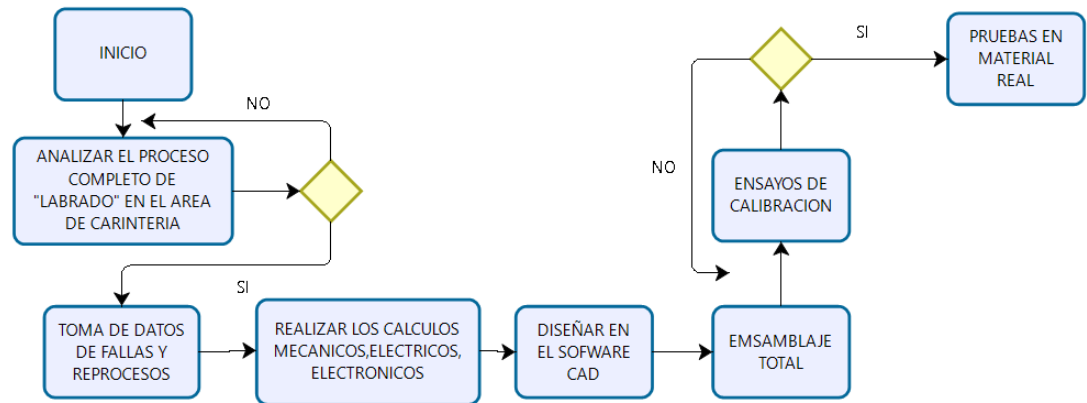 INICIO
NO
ANALIZAR EL PROCESO
COMPLETO DE
"LABRADO" EN EL AREA
DE CARINTERIA
SI
TOMA DE DATOS
DE FALLAS Y
REPROCESOS
REALIZAR LOS CALCULOS
MECANICOS,ELECTRICOS,
ELECTRONICOS
DISEÑAR EN
EL SOFWARE
CAD
EMSAMBLAJE
TOTAL
ENSAYOS DE
CALIBRACION
NO
SI
PRUEBAS EN
MATERIAL
REAL